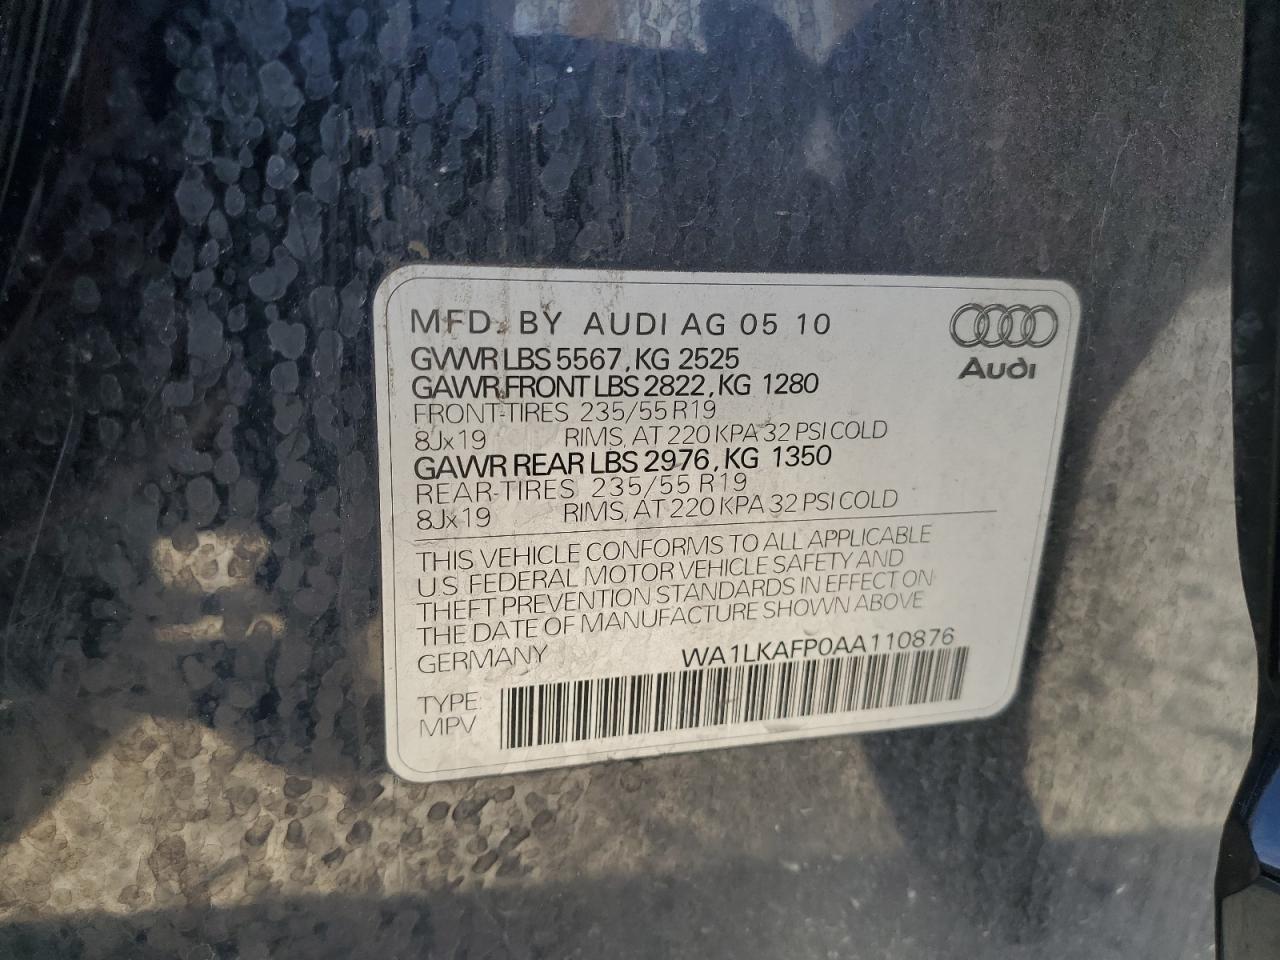 MFD. BY AUDI AG 05 10
Audi
GVWR LBS 5567, KG 2525
GAWR FRONT LBS 2822, KG 1280
FRONT-TIRES 235/55 R19
8Jx19 RIMS, AT 220 KPA 32 PSI COLD
GAWR REAR LBS 2976, KG 1350
REAR-TIRES 235/55 R19
8Jx19 RIMS, AT 220 KPA 32 PSI COLD
THIS VEHICLE CONFORMS TO ALL APPLICABLE
U.S. FEDERAL MOTOR VEHICLE SAFETY AND
THEFT PREVENTION STANDARDS IN EFFECT ON
THE DATE OF MANUFACTURE SHOWN ABOVE
GERMANY WA1LKAFP0AA110876
TYPE:
MPV